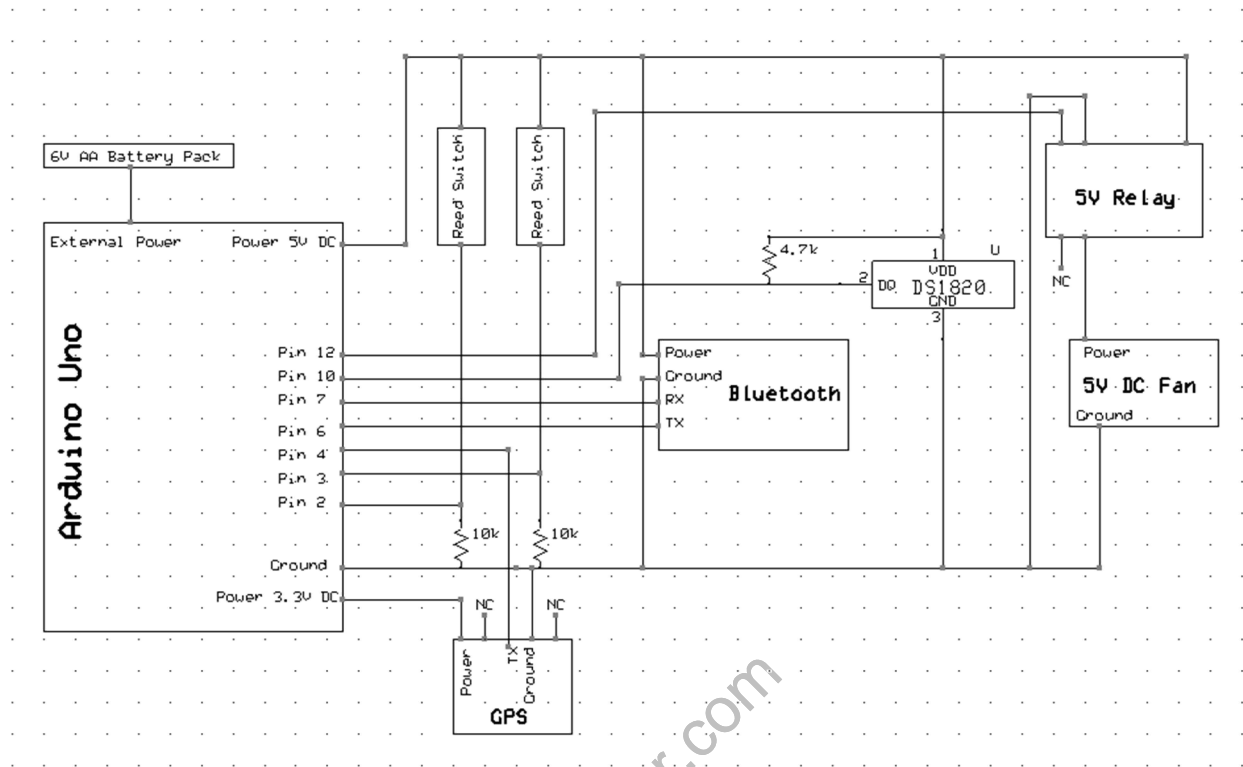 6V AA Battery Pack
External Power
Power 5V DC
Arduino Uno
Pin 12
Pin 10
Pin 7
Pin 6
Pin 4
Pin 3
Pin 2
Ground
Power 3.3V DC
Reed Switch
Reed Switch
10k
10k
NC
NC
Power
TX
Ground
GPS
4.7k
1
U
2
VDD
DQ DS1820
GND
3
Power
Ground
Bluetooth
RX
TX
5V Relay
NC
Power
5V DC Fan
Ground
r.com